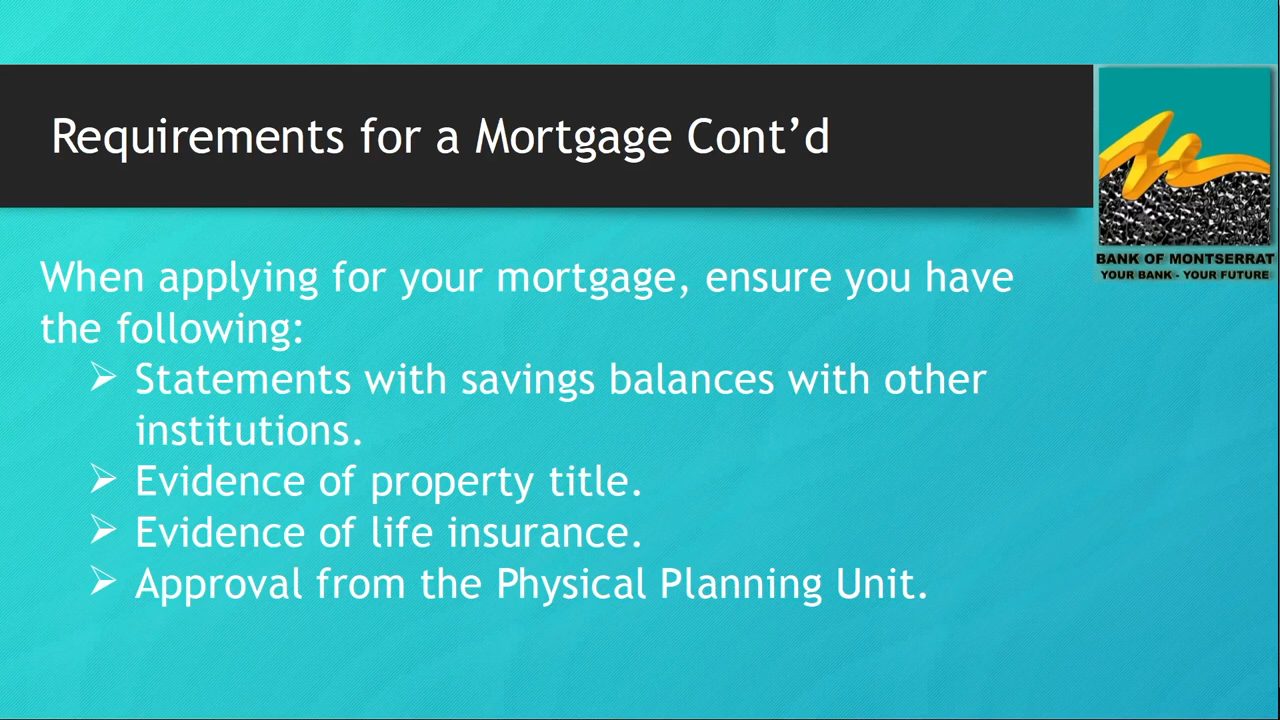 Requirements for a Mortgage Cont’d
BANK OF MONTSERRAT
YOUR BANK - YOUR FUTURE
When applying for your mortgage, ensure you have
the following:
➢ Statements with savings balances with other
institutions.
➢ Evidence of property title.
➢ Evidence of life insurance.
➢ Approval from the Physical Planning Unit.